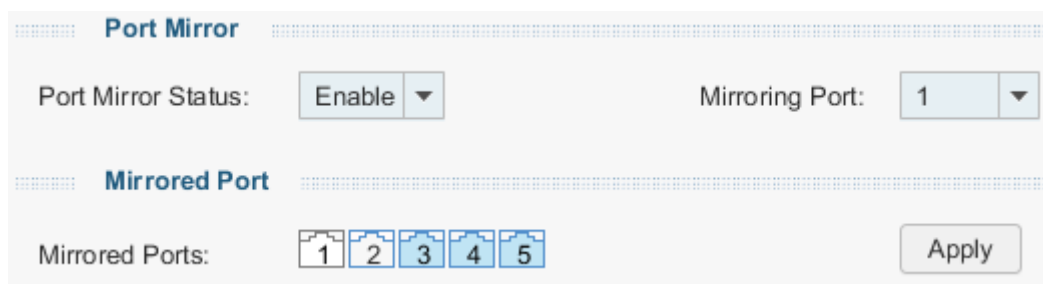 Port Mirror
Port Mirror Status: Enable Mirroring Port: 1
Mirrored Port
Mirrored Ports: 1 2 3 4 5 Apply